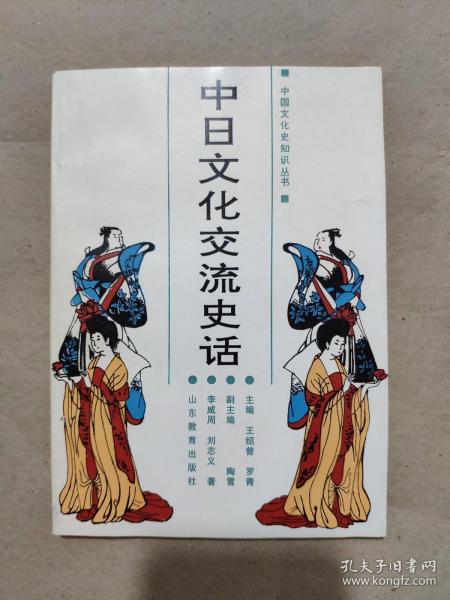 中国文化史知识丛书
中日文化交流史话
主编 王绍曾 罗青
副主编 陶雪
李威周 刘志义 著
山东教育出版社
孔夫子旧书网
www.kongfz.com